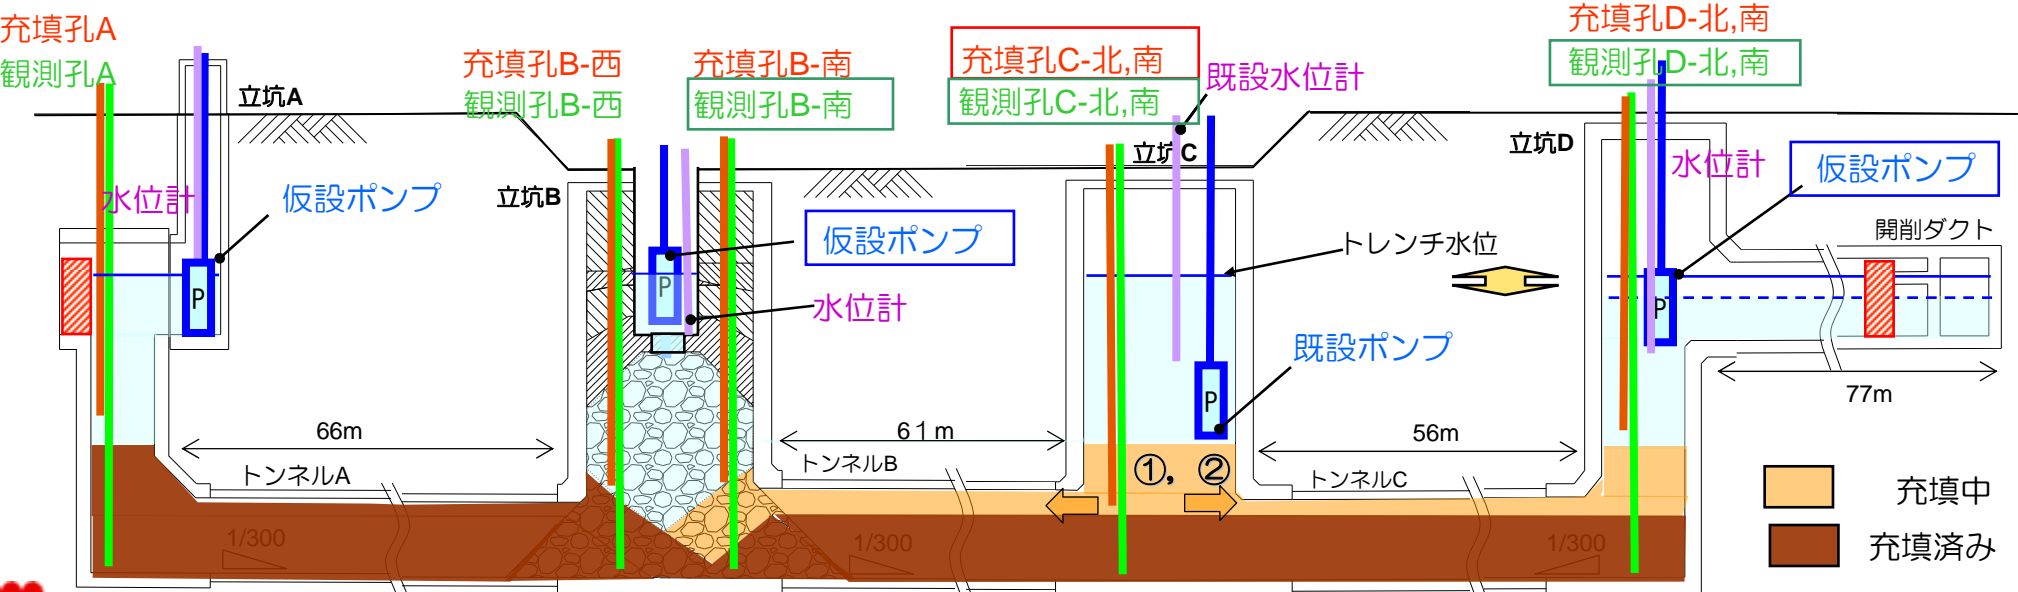 充填孔A
観測孔A
立坑A
水位計
仮設ポンプ
P
充填孔B-西
観測孔B-西
充填孔B-南
観測孔B-南
立坑B
仮設ポンプ
P
水位計
充填孔C-北,南
観測孔C-北,南
既設水位計
立坑C
トレンチ水位
既設ポンプ
P
充填孔D-北,南
観測孔D-北,南
立坑D
水位計
仮設ポンプ
P
開削ダクト
77m
66m
61m
56m
トンネルA
トンネルB
トンネルC
①, ②
1/300
1/300
1/300
充填中
充填済み